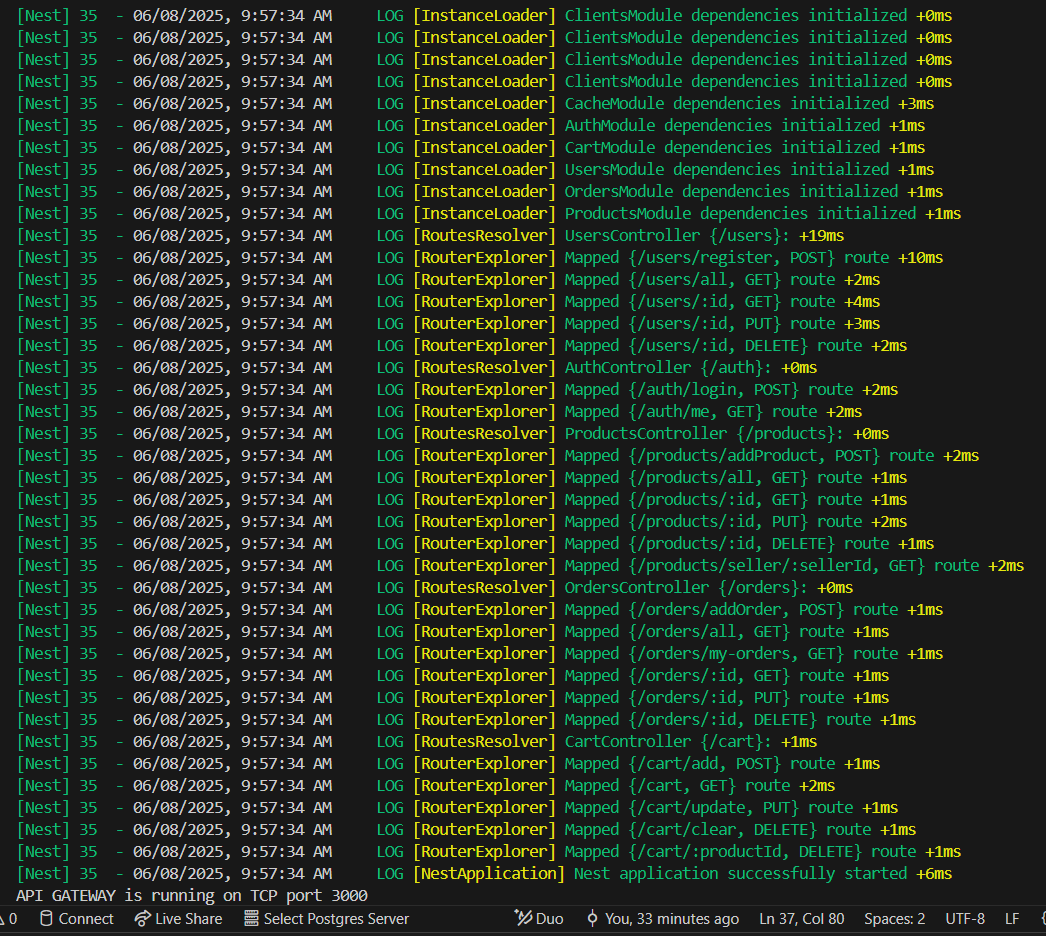 [Nest] 35  - 06/08/2025, 9:57:34 AM     LOG [InstanceLoader] ClientsModule dependencies initialized +0ms
[Nest] 35  - 06/08/2025, 9:57:34 AM     LOG [InstanceLoader] ClientsModule dependencies initialized +0ms
[Nest] 35  - 06/08/2025, 9:57:34 AM     LOG [InstanceLoader] ClientsModule dependencies initialized +0ms
[Nest] 35  - 06/08/2025, 9:57:34 AM     LOG [InstanceLoader] ClientsModule dependencies initialized +0ms
[Nest] 35  - 06/08/2025, 9:57:34 AM     LOG [InstanceLoader] CacheModule dependencies initialized +3ms
[Nest] 35  - 06/08/2025, 9:57:34 AM     LOG [InstanceLoader] AuthModule dependencies initialized +1ms
[Nest] 35  - 06/08/2025, 9:57:34 AM     LOG [InstanceLoader] CartModule dependencies initialized +1ms
[Nest] 35  - 06/08/2025, 9:57:34 AM     LOG [InstanceLoader] UsersModule dependencies initialized +1ms
[Nest] 35  - 06/08/2025, 9:57:34 AM     LOG [InstanceLoader] OrdersModule dependencies initialized +1ms
[Nest] 35  - 06/08/2025, 9:57:34 AM     LOG [InstanceLoader] ProductsModule dependencies initialized +1ms
[Nest] 35  - 06/08/2025, 9:57:34 AM     LOG [RoutesResolver] UsersController {/users}: +19ms
[Nest] 35  - 06/08/2025, 9:57:34 AM     LOG [RouterExplorer] Mapped {/users/register, POST} route +10ms
[Nest] 35  - 06/08/2025, 9:57:34 AM     LOG [RouterExplorer] Mapped {/users/all, GET} route +2ms
[Nest] 35  - 06/08/2025, 9:57:34 AM     LOG [RouterExplorer] Mapped {/users/:id, GET} route +4ms
[Nest] 35  - 06/08/2025, 9:57:34 AM     LOG [RouterExplorer] Mapped {/users/:id, PUT} route +3ms
[Nest] 35  - 06/08/2025, 9:57:34 AM     LOG [RouterExplorer] Mapped {/users/:id, DELETE} route +2ms
[Nest] 35  - 06/08/2025, 9:57:34 AM     LOG [RoutesResolver] AuthController {/auth}: +0ms
[Nest] 35  - 06/08/2025, 9:57:34 AM     LOG [RouterExplorer] Mapped {/auth/login, POST} route +2ms
[Nest] 35  - 06/08/2025, 9:57:34 AM     LOG [RouterExplorer] Mapped {/auth/me, GET} route +2ms
[Nest] 35  - 06/08/2025, 9:57:34 AM     LOG [RoutesResolver] ProductsController {/products}: +0ms
[Nest] 35  - 06/08/2025, 9:57:34 AM     LOG [RouterExplorer] Mapped {/products/addProduct, POST} route +2ms
[Nest] 35  - 06/08/2025, 9:57:34 AM     LOG [RouterExplorer] Mapped {/products/all, GET} route +1ms
[Nest] 35  - 06/08/2025, 9:57:34 AM     LOG [RouterExplorer] Mapped {/products/:id, GET} route +1ms
[Nest] 35  - 06/08/2025, 9:57:34 AM     LOG [RouterExplorer] Mapped {/products/:id, PUT} route +2ms
[Nest] 35  - 06/08/2025, 9:57:34 AM     LOG [RouterExplorer] Mapped {/products/:id, DELETE} route +1ms
[Nest] 35  - 06/08/2025, 9:57:34 AM     LOG [RouterExplorer] Mapped {/products/seller/:sellerId, GET} route +2ms
[Nest] 35  - 06/08/2025, 9:57:34 AM     LOG [RoutesResolver] OrdersController {/orders}: +0ms
[Nest] 35  - 06/08/2025, 9:57:34 AM     LOG [RouterExplorer] Mapped {/orders/addOrder, POST} route +1ms
[Nest] 35  - 06/08/2025, 9:57:34 AM     LOG [RouterExplorer] Mapped {/orders/all, GET} route +1ms
[Nest] 35  - 06/08/2025, 9:57:34 AM     LOG [RouterExplorer] Mapped {/orders/my-orders, GET} route +1ms
[Nest] 35  - 06/08/2025, 9:57:34 AM     LOG [RouterExplorer] Mapped {/orders/:id, GET} route +1ms
[Nest] 35  - 06/08/2025, 9:57:34 AM     LOG [RouterExplorer] Mapped {/orders/:id, PUT} route +1ms
[Nest] 35  - 06/08/2025, 9:57:34 AM     LOG [RouterExplorer] Mapped {/orders/:id, DELETE} route +1ms
[Nest] 35  - 06/08/2025, 9:57:34 AM     LOG [RoutesResolver] CartController {/cart}: +1ms
[Nest] 35  - 06/08/2025, 9:57:34 AM     LOG [RouterExplorer] Mapped {/cart/add, POST} route +1ms
[Nest] 35  - 06/08/2025, 9:57:34 AM     LOG [RouterExplorer] Mapped {/cart, GET} route +2ms
[Nest] 35  - 06/08/2025, 9:57:34 AM     LOG [RouterExplorer] Mapped {/cart/update, PUT} route +1ms
[Nest] 35  - 06/08/2025, 9:57:34 AM     LOG [RouterExplorer] Mapped {/cart/clear, DELETE} route +1ms
[Nest] 35  - 06/08/2025, 9:57:34 AM     LOG [RouterExplorer] Mapped {/cart/:productId, DELETE} route +1ms
[Nest] 35  - 06/08/2025, 9:57:34 AM     LOG [NestApplication] Nest application successfully started +6ms
API GATEWAY is running on TCP port 3000
0 Connect Live Share Select Postgres Server Duo You, 33 minutes ago Ln 37, Col 80 Spaces: 2 UTF-8 LF {